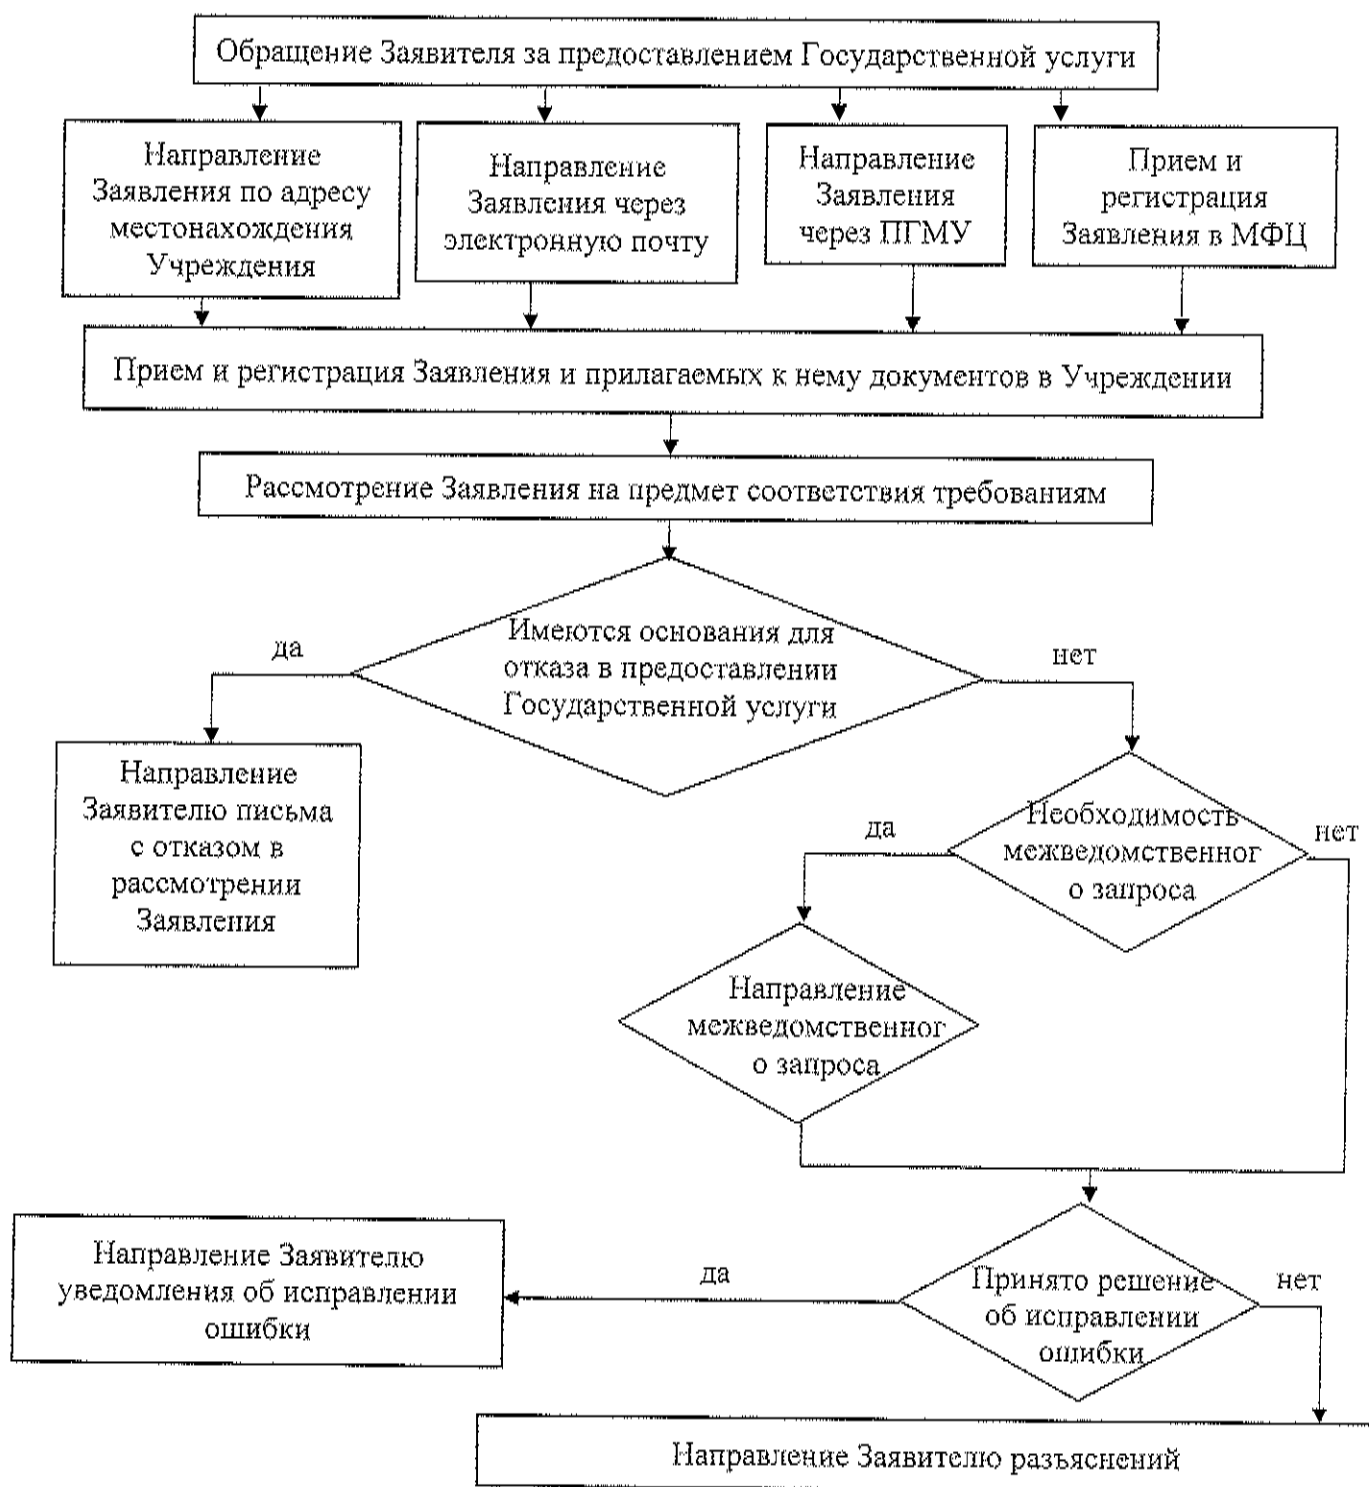 Обращение Заявителя за предоставлением Государственной услуги
Направление
Заявления по адресу
местонахождения
Учреждения
Направление
Заявления через
электронную почту
Направление
Заявления
через ПГМУ
Прием и
регистрация
Заявления в МФЦ
Прием и регистрация Заявления и прилагаемых к нему документов в Учреждении
Рассмотрение Заявления на предмет соответствия требованиям
Имеются основания для
отказа в предоставлении
Государственной услуги
да
нет
Направление
Заявителю письма
с отказом в
рассмотрении
Заявления
Необходимость
межведомственног
о запроса
да
нет
Направление
межведомственног
о запроса
Принято решение
об исправлении
ошибки
да
нет
Направление Заявителю
уведомления об исправлении
ошибки
Направление Заявителю разъяснений